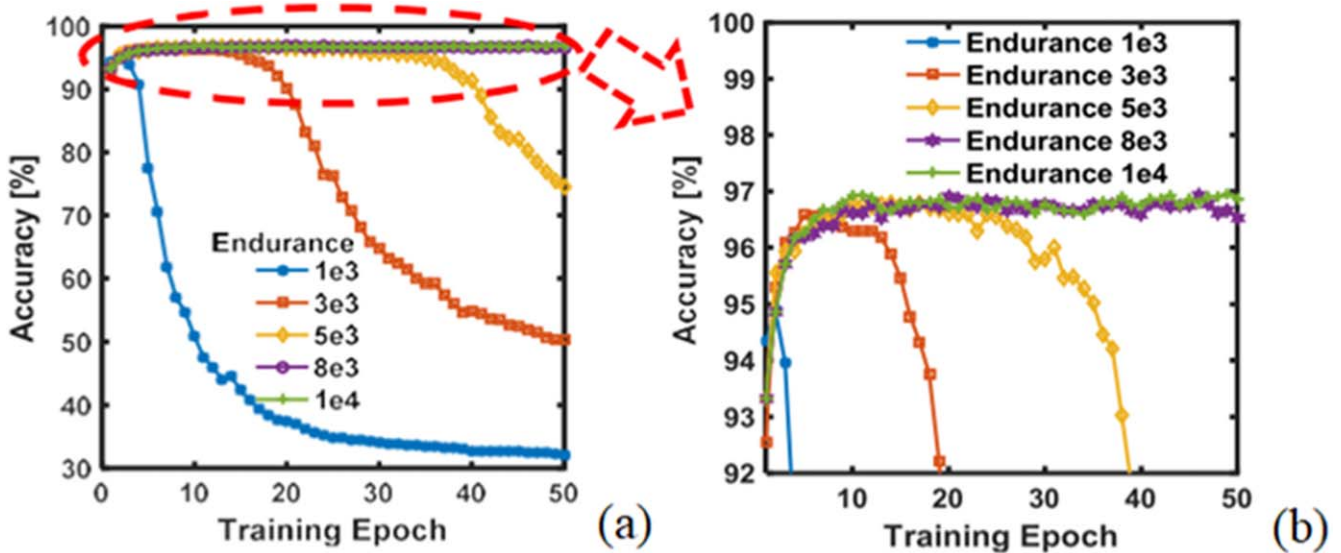 100
90
80
70
60
50
40
30
0
10
20
30
40
50
Accuracy [%]
Training Epoch
Endurance
1e3
3e3
5e3
8e3
1e4
(a)
100
99
98
97
96
95
94
93
92
10
20
30
40
50
Accuracy [%]
Training Epoch
Endurance 1e3
Endurance 3e3
Endurance 5e3
Endurance 8e3
Endurance 1e4
(b)